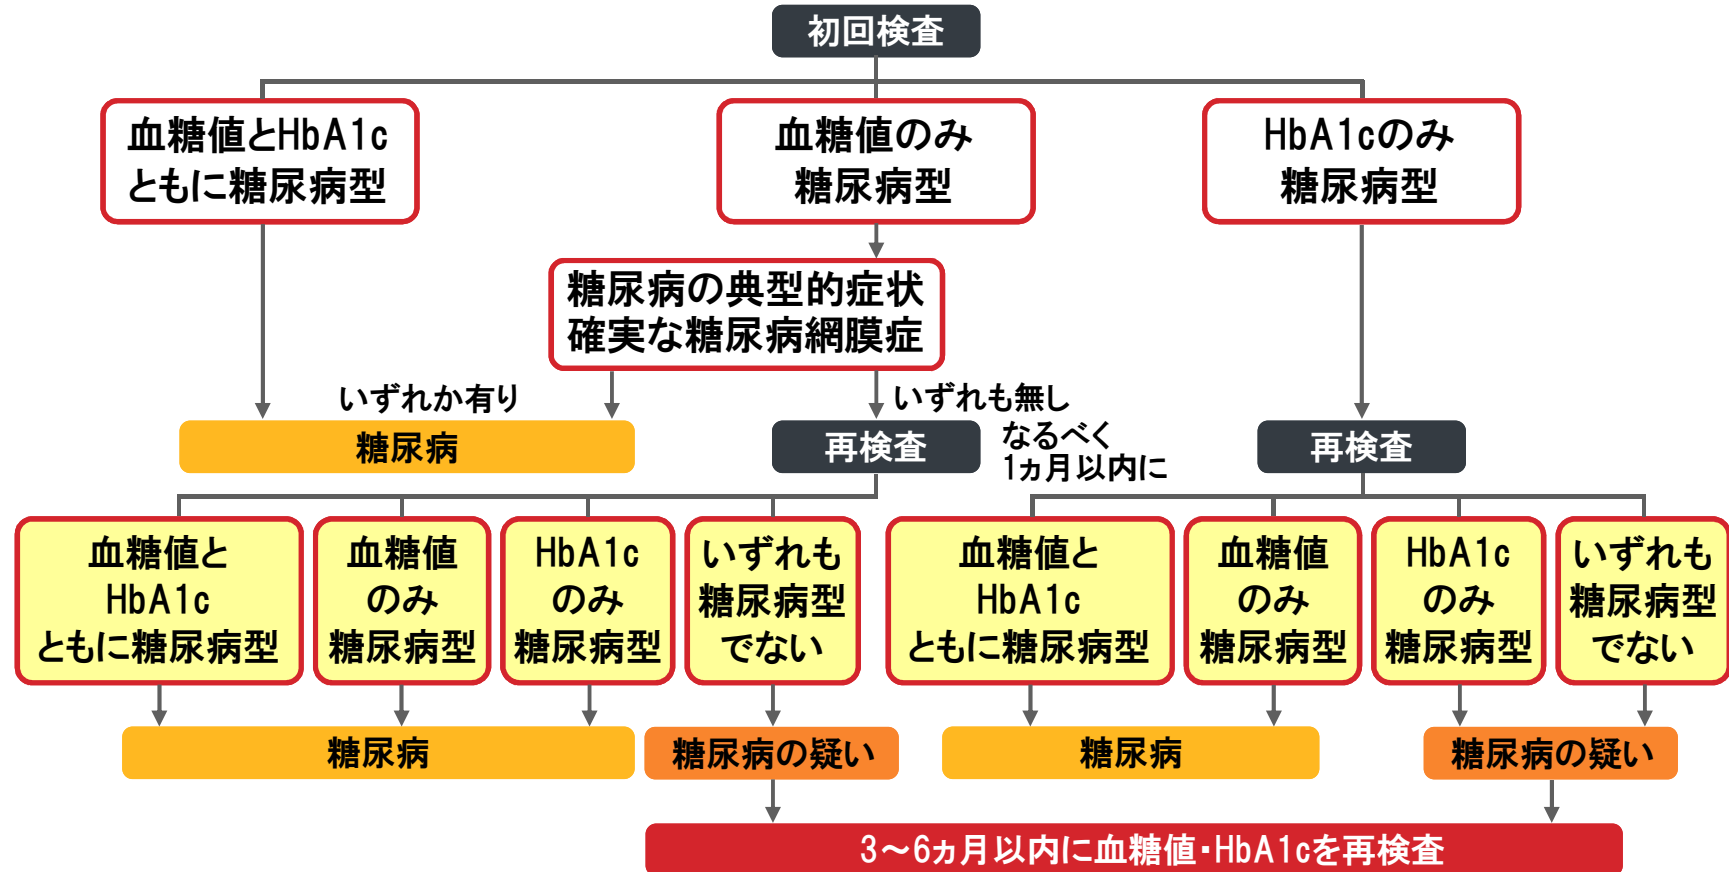 初回検査
血糖値とHbA1c
ともに糖尿病型
血糖値のみ
糖尿病型
HbA1cのみ
糖尿病型
糖尿病の典型的症状
確実な糖尿病網膜症
いずれか有り
いずれも無し
糖尿病
再検査
なるべく
1ヵ月以内に
再検査
血糖値と
HbA1c
ともに糖尿病型
血糖値
のみ
糖尿病型
HbA1c
のみ
糖尿病型
いずれも
糖尿病型
でない
血糖値と
HbA1c
ともに糖尿病型
血糖値
のみ
糖尿病型
HbA1c
のみ
糖尿病型
いずれも
糖尿病型
でない
糖尿病
糖尿病の疑い
糖尿病
糖尿病の疑い
3～6ヵ月以内に血糖値・HbA1cを再検査